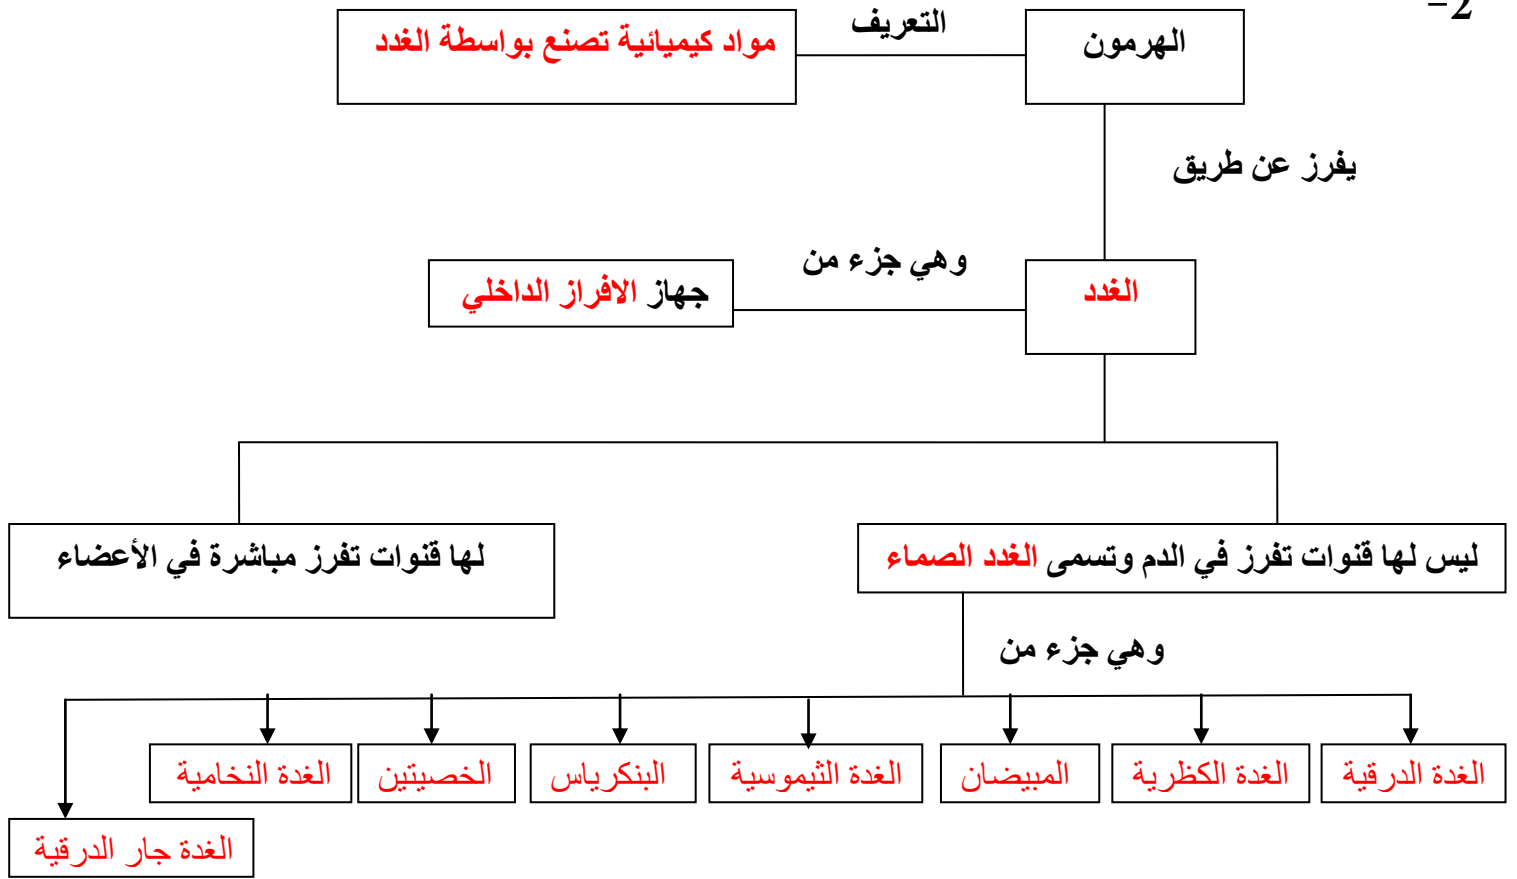 2-
التعريف
الهرمون
مواد كيميائية تصنع بواسطة الغدد
يفرز عن طريق
وهي جزء من
الغدد
جهاز الافراز الداخلي
ليس لها قنوات تفرز في الدم وتسمى الغدد الصماء
لها قنوات تفرز مباشرة في الأعضاء
وهي جزء من
الغدة الدرقية
الغدة الكظرية
المبيضان
الغدة الثيموسية
البنكرياس
الخصيتين
الغدة النخامية
الغدة جار الدرقية